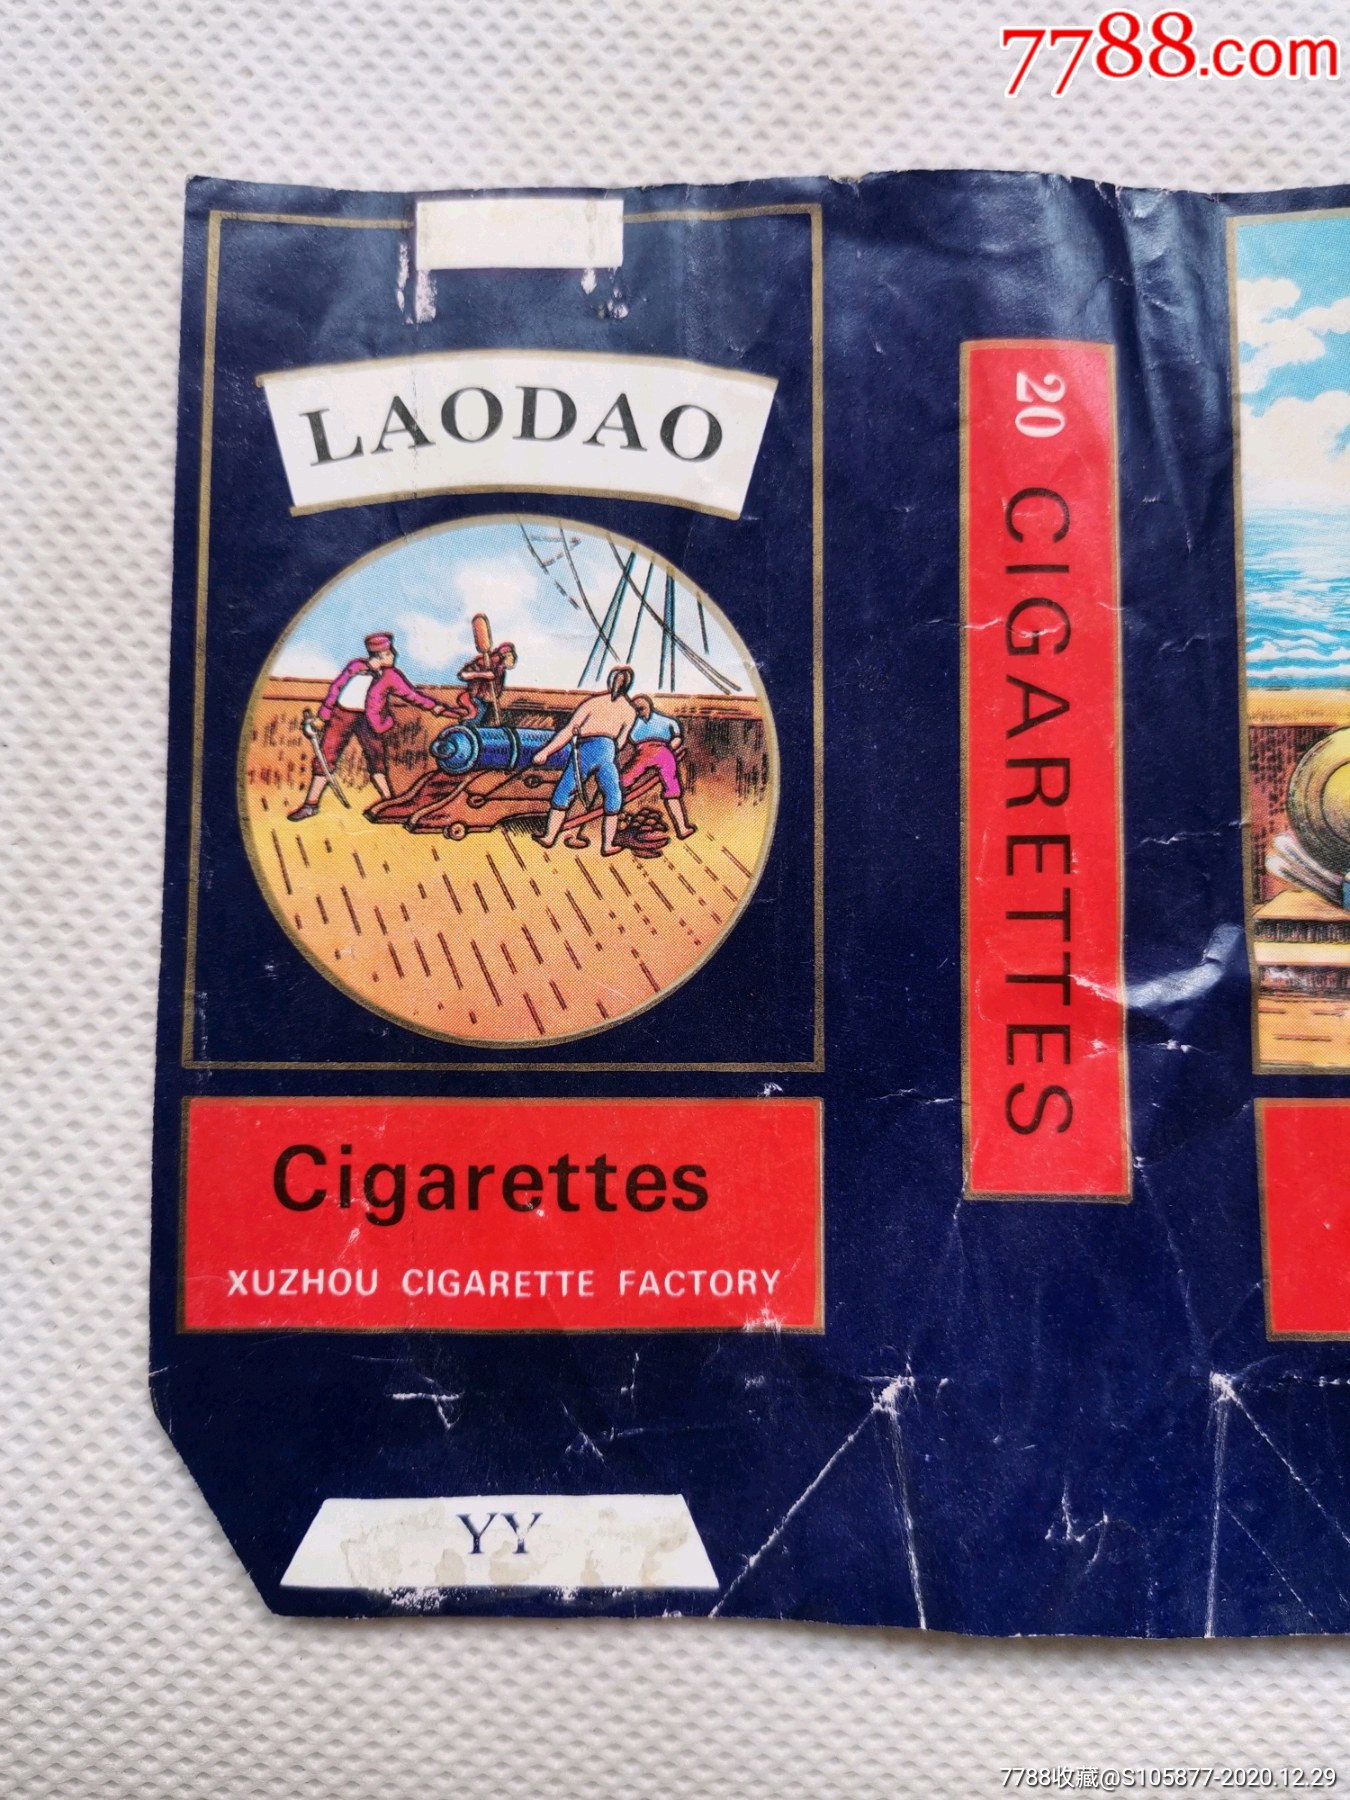 7788.com
LAODAO
20 CIGARETTES
Cigarettes
XUZHOU CIGARETTE FACTORY
YY
7788收藏@S105877-2020.12.29